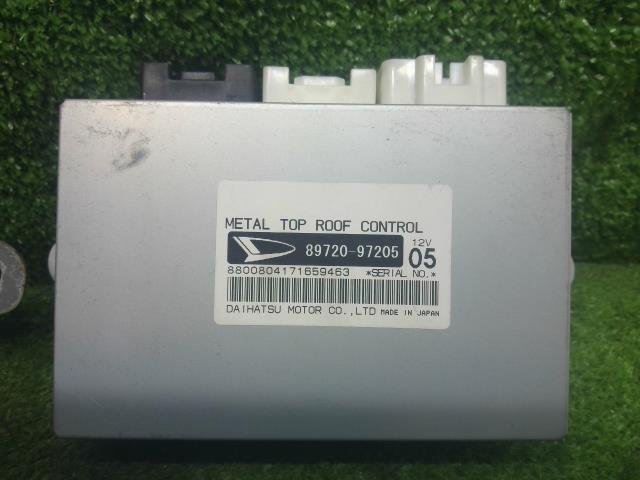 METAL TOP ROOF CONTROL
89720-97205 12V 05
8800804171659463 *SERIAL NO.*
DAIHATSU MOTOR CO.,LTD MADE IN JAPAN